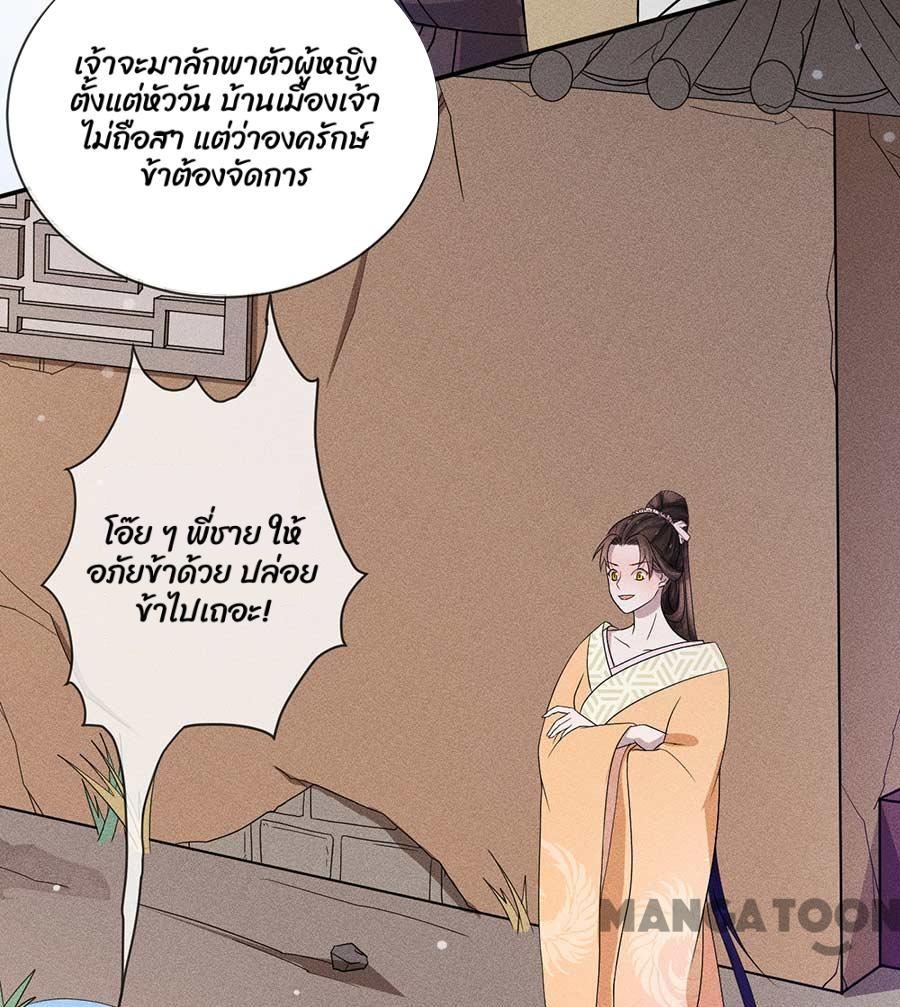 เจ้าจะมาลักพาตัวผู้หญิง
ตั้งแต่หัววัน บ้านเมืองเจ้า
ไม่ถือสา แต่ว่าองครักษ์
ข้าต้องจัดการ
โอ๊ย ๆ พี่ชาย ให้
อภัยข้าด้วย ปล่อย
ข้าไปเถอะ!
MANGATOON